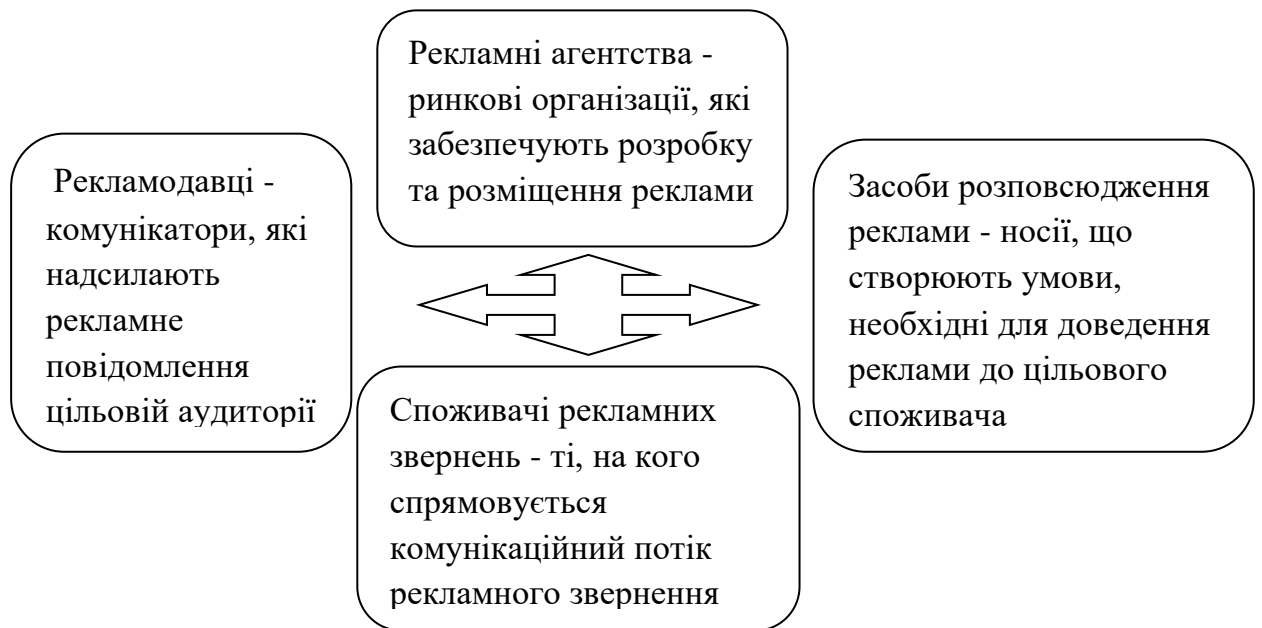 Рекламні агентства -
ринкові організації, які
забезпечують розробку
та розміщення реклами
Рекламодавці -
комунікатори, які
надсилають
рекламне
повідомлення
цільовій аудиторії
Засоби розповсюдження
реклами - носії, що
створюють умови,
необхідні для доведення
реклами до цільового
споживача
Споживачі рекламних
звернень - ті, на кого
спрямовується
комунікаційний потік
рекламного звернення